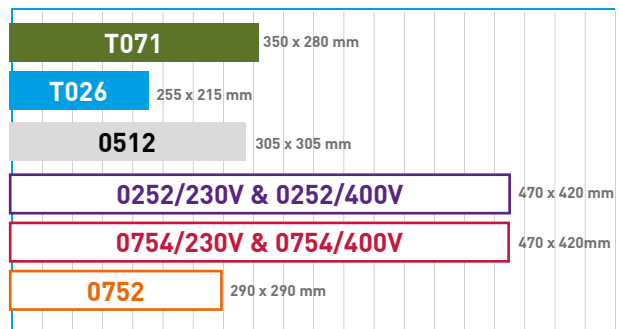 T071 350 x 280 mm
T026 255 x 215 mm
0512 305 x 305 mm
0252/230V & 0252/400V 470 x 420 mm
0754/230V & 0754/400V 470 x 420mm
0752 290 x 290 mm